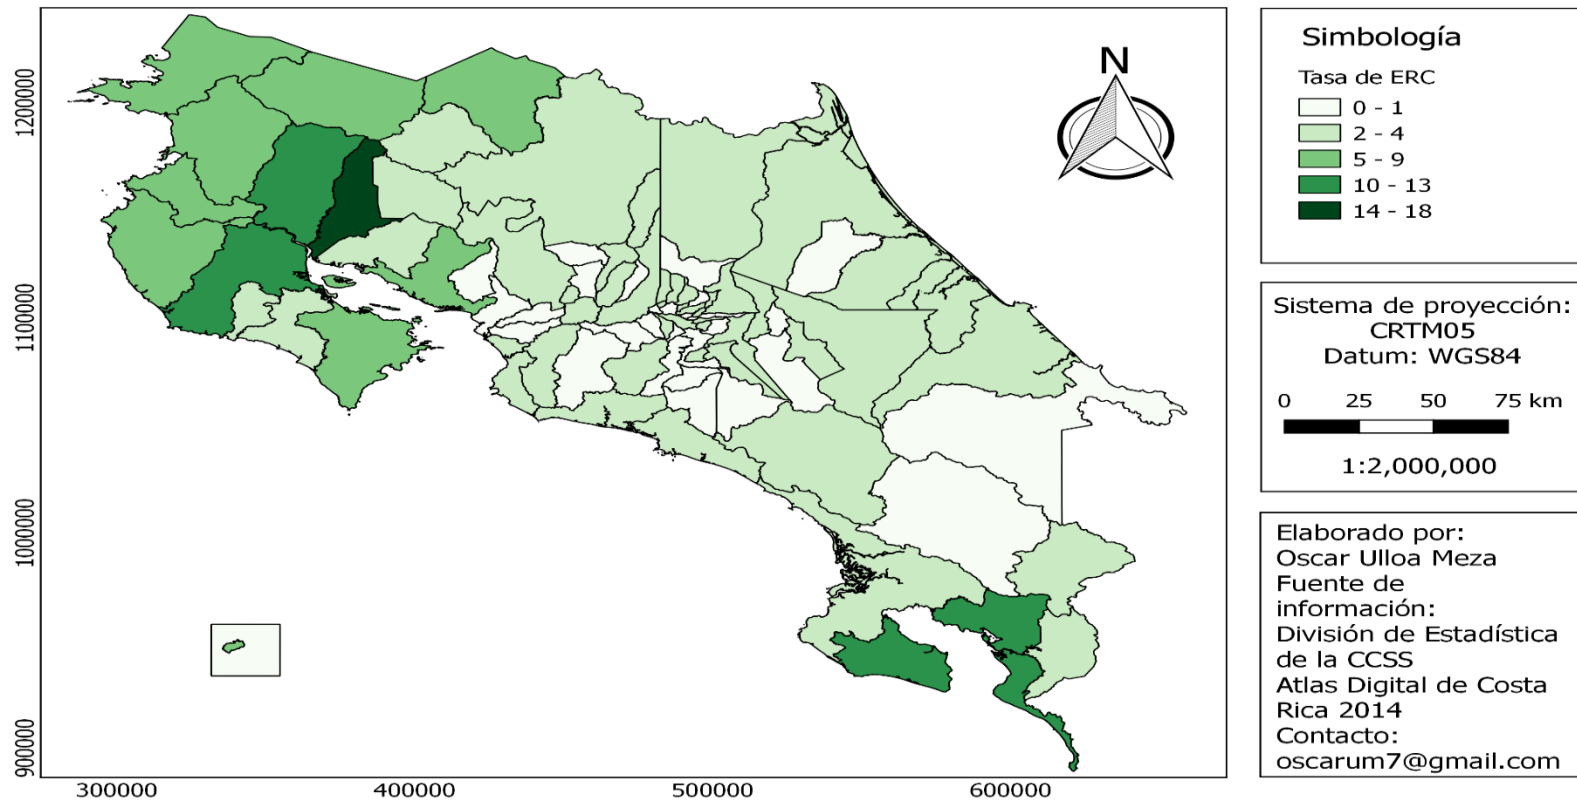 1200000
1100000
1000000
900000
300000
400000
500000
600000
N
Simbología
Tasa de ERC
0 - 1
2 - 4
5 - 9
10 - 13
14 - 18
Sistema de proyección:
CRTM05
Datum: WGS84
0 25 50 75 km
1:2,000,000
Elaborado por:
Oscar Ulloa Meza
Fuente de
información:
División de Estadística
de la CCSS
Atlas Digital de Costa
Rica 2014
Contacto:
oscarum7@gmail.com